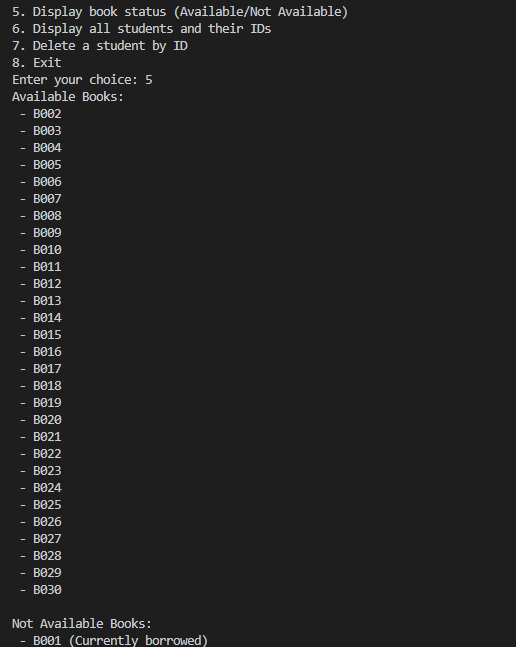 5. Display book status (Available/Not Available)
6. Display all students and their IDs
7. Delete a student by ID
8. Exit
Enter your choice: 5
Available Books:
- B002
- B003
- B004
- B005
- B006
- B007
- B008
- B009
- B010
- B011
- B012
- B013
- B014
- B015
- B016
- B017
- B018
- B019
- B020
- B021
- B022
- B023
- B024
- B025
- B026
- B027
- B028
- B029
- B030
Not Available Books:
- B001 (Currently borrowed)